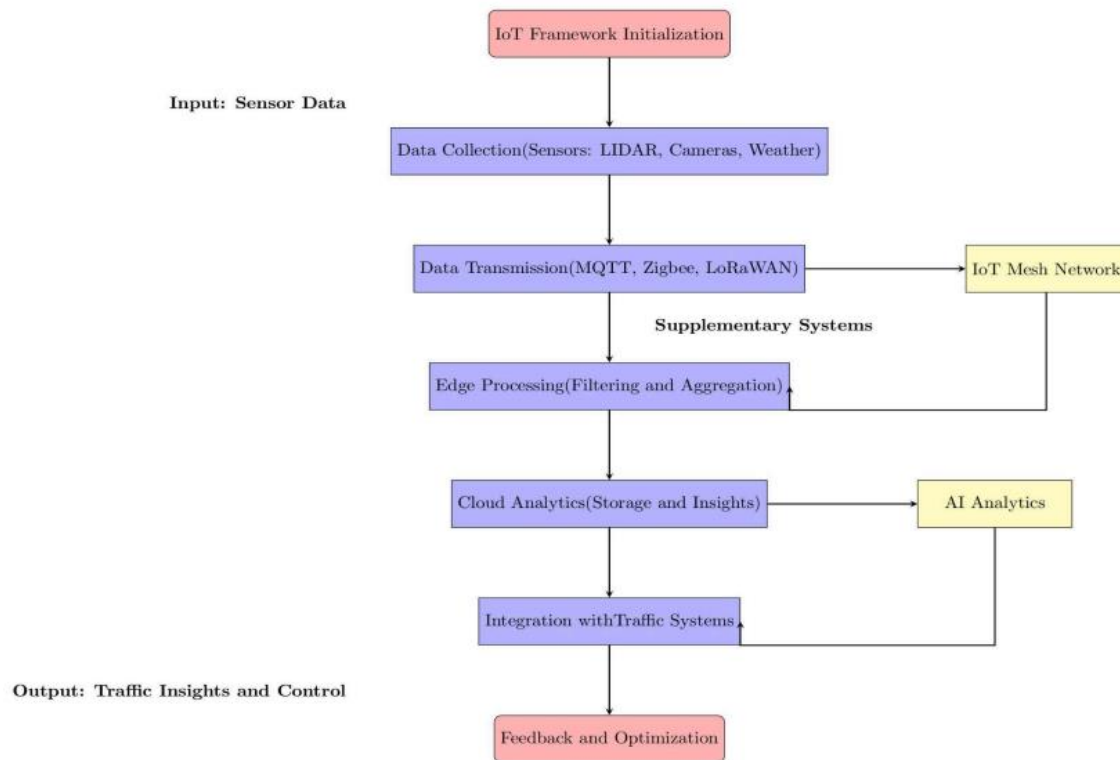 IoT Framework Initialization
Input: Sensor Data
Data Collection(Sensors: LIDAR, Cameras, Weather)
Data Transmission(MQTT, Zigbee, LoRaWAN)
IoT Mesh Network
Supplementary Systems
Edge Processing(Filtering and Aggregation)
Cloud Analytics(Storage and Insights)
AI Analytics
Integration withTraffic Systems
Output: Traffic Insights and Control
Feedback and Optimization